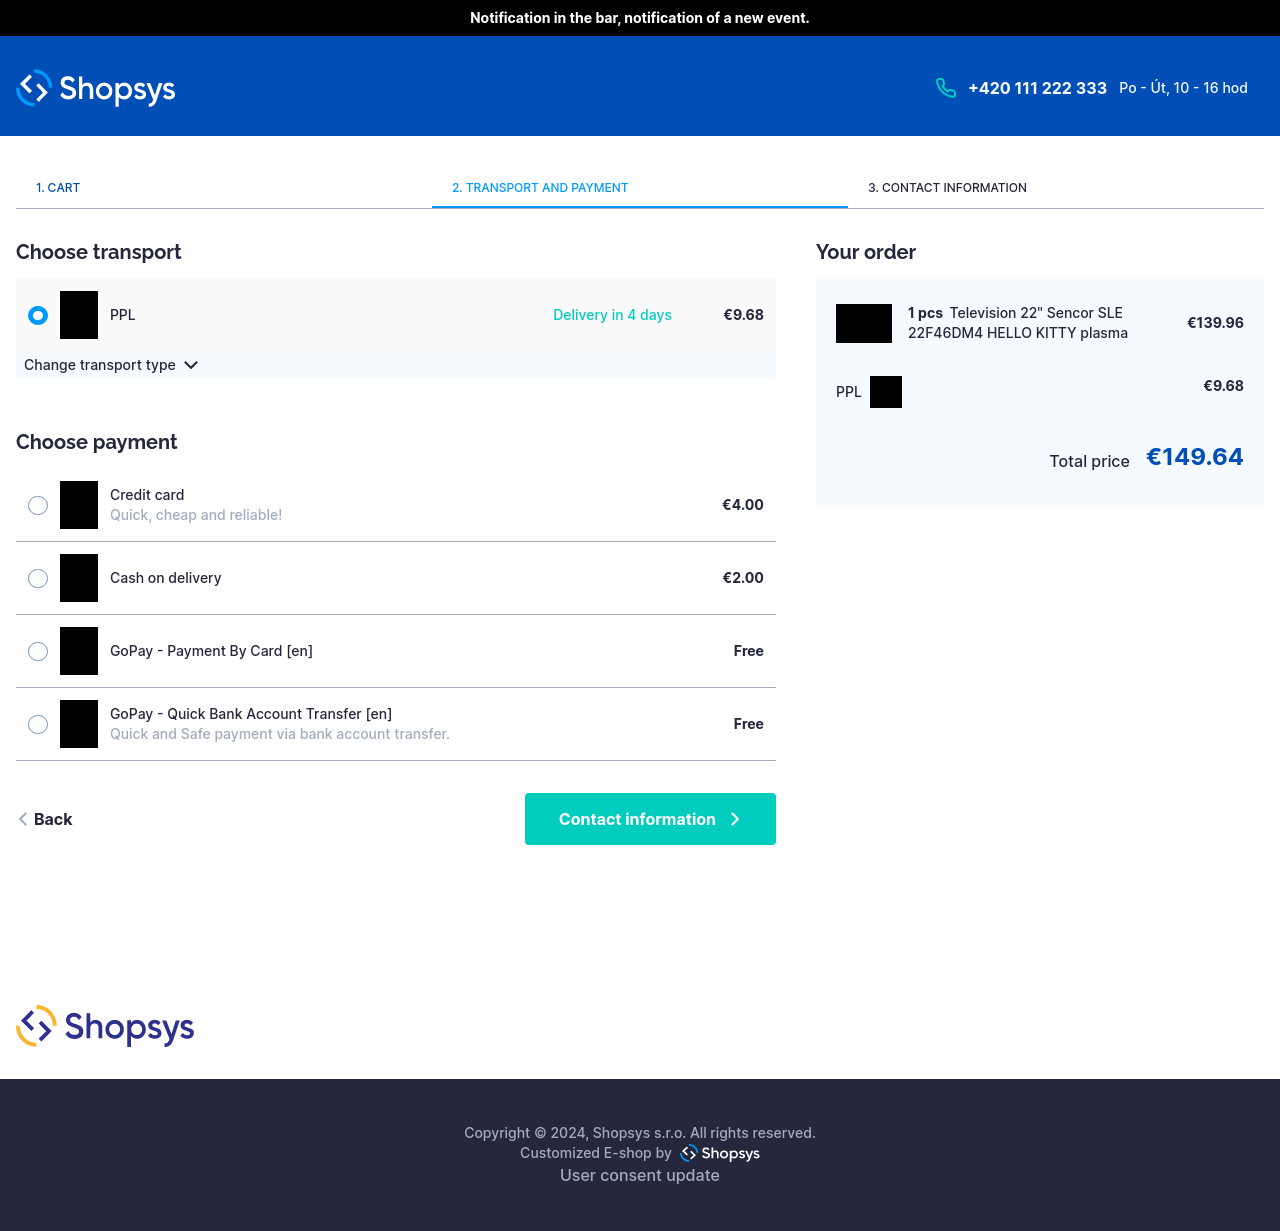 Notification in the bar, notification of a new event.
Shopsys
+420 111 222 333 Po - Út, 10 - 16 hod
1. CART
2. TRANSPORT AND PAYMENT
3. CONTACT INFORMATION
Choose transport
PPL Delivery in 4 days €9.68
Change transport type
Choose payment
Credit card
Quick, cheap and reliable!
€4.00
Cash on delivery €2.00
GoPay - Payment By Card [en] Free
GoPay - Quick Bank Account Transfer [en]
Quick and Safe payment via bank account transfer.
Free
Back
Contact information
Your order
1 pcs Television 22" Sencor SLE
22F46DM4 HELLO KITTY plasma
€139.96
PPL €9.68
Total price €149.64
Shopsys
Copyright © 2024, Shopsys s.r.o. All rights reserved.
Customized E-shop by Shopsys
User consent update